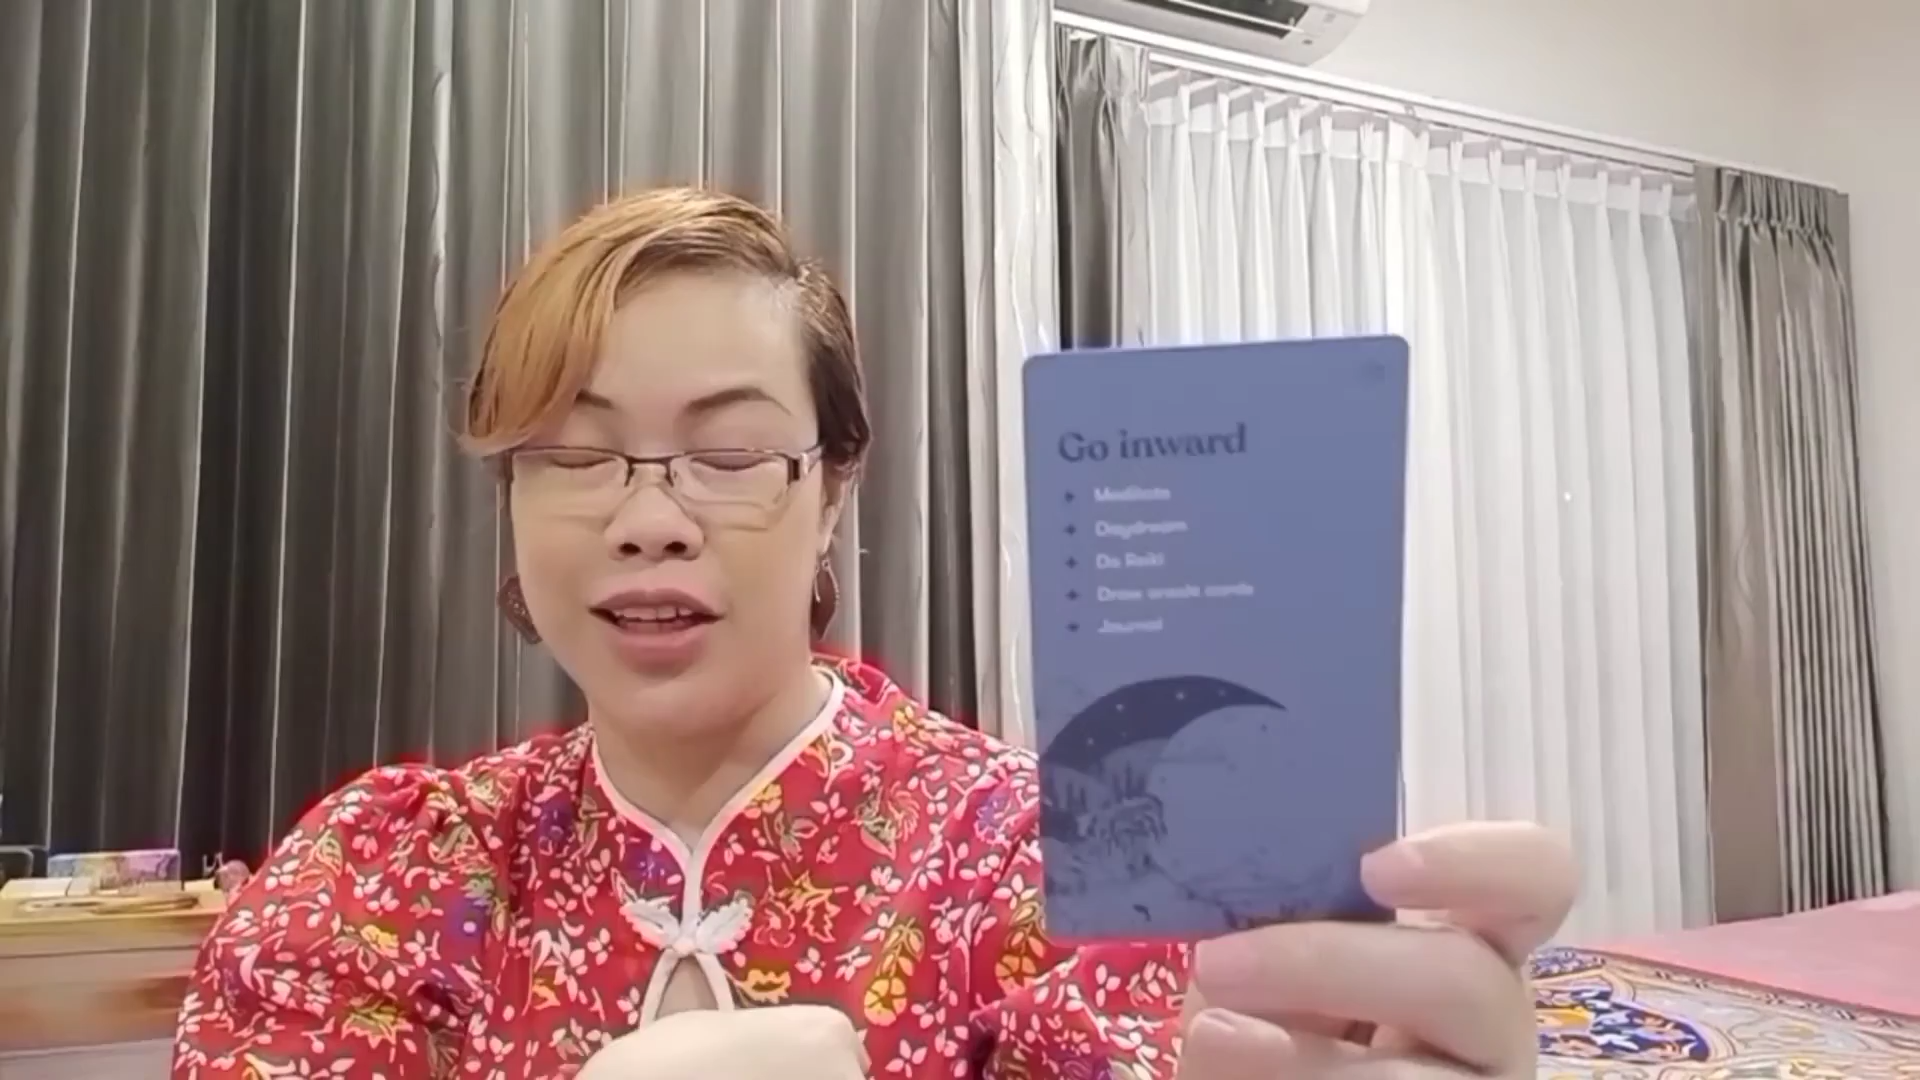 Go inward
Meditate
Daydream
Do Reiki
Draw oracle cards
Journal